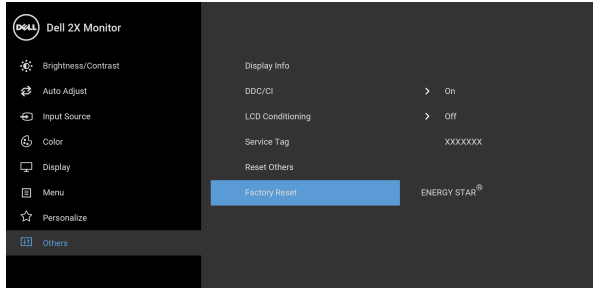 DELL Dell 2X Monitor
Brightness/Contrast
Auto Adjust
Input Source
Color
Display
Menu
Personalize
Others
Display Info
DDC/CI > On
LCD Conditioning > Off
Service Tag XXXXXXX
Reset Others
Factory Reset ENERGY STAR®